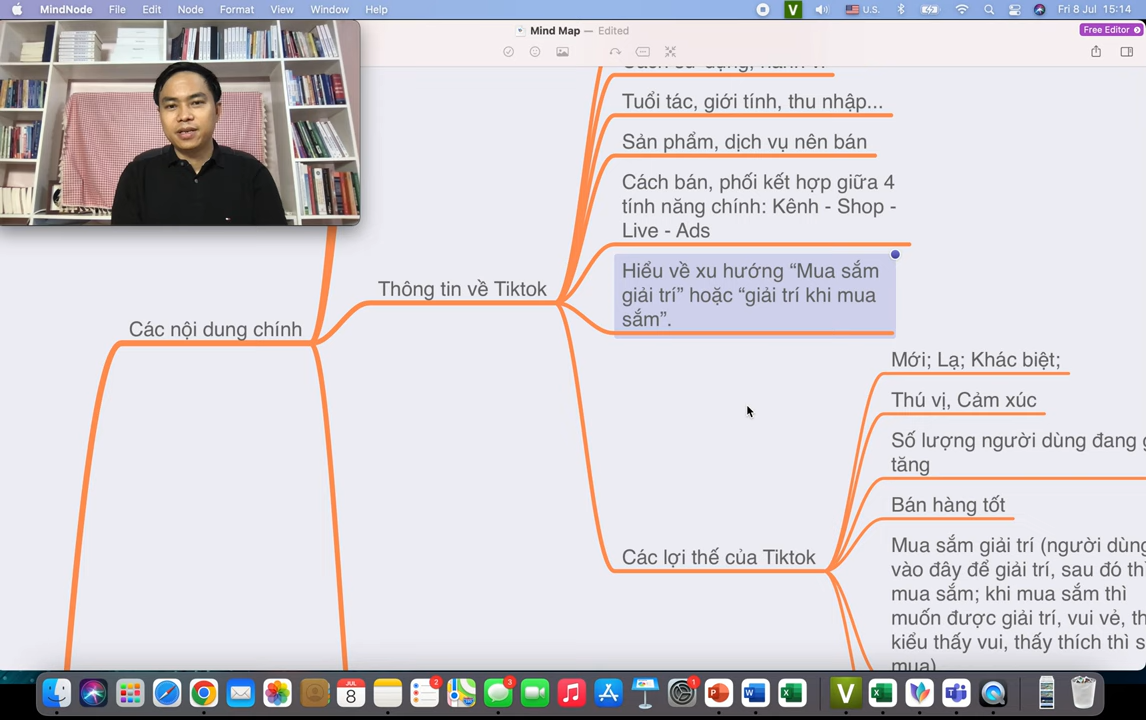 MindNode File Edit Node Format View Window Help
V U.S. Fri 8 Jul 15:14
Mind Map — Edited
Free Editor
Tuổi tác, giới tính, thu nhập...
Sản phẩm, dịch vụ nên bán
Cách bán, phối kết hợp giữa 4
tính năng chính: Kênh - Shop -
Live - Ads
Hiểu về xu hướng “Mua sắm
giải trí” hoặc “giải trí khi mua
sắm”.
Thông tin về Tiktok
Các nội dung chính
Mới; Lạ; Khác biệt;
Thú vị, Cảm xúc
Số lượng người dùng đang
tăng
Bán hàng tốt
Các lợi thế của Tiktok
Mua sắm giải trí (người dùng
vào đây để giải trí, sau đó
mua sắm; khi mua sắm thì
muốn được giải trí, vui vẻ,
kiểu thấy vui, thấy thích thì
mua)
JUL
8
2
3
1
V